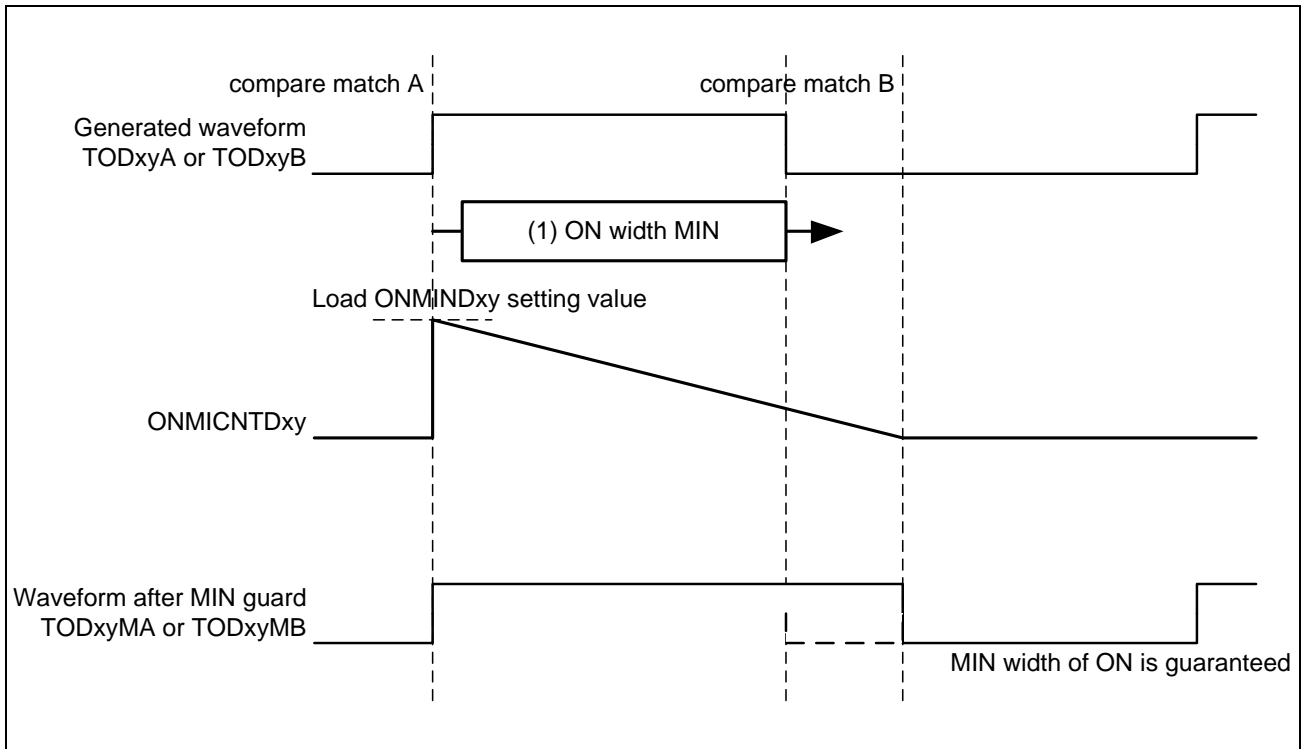 compare match A
compare match B
Generated waveform
TODxyA or TODxyB
(1) ON width MIN
Load ONMINDxy setting value
ONMICNTDxy
Waveform after MIN guard
TODxyMA or TODxyMB
MIN width of ON is guaranteed